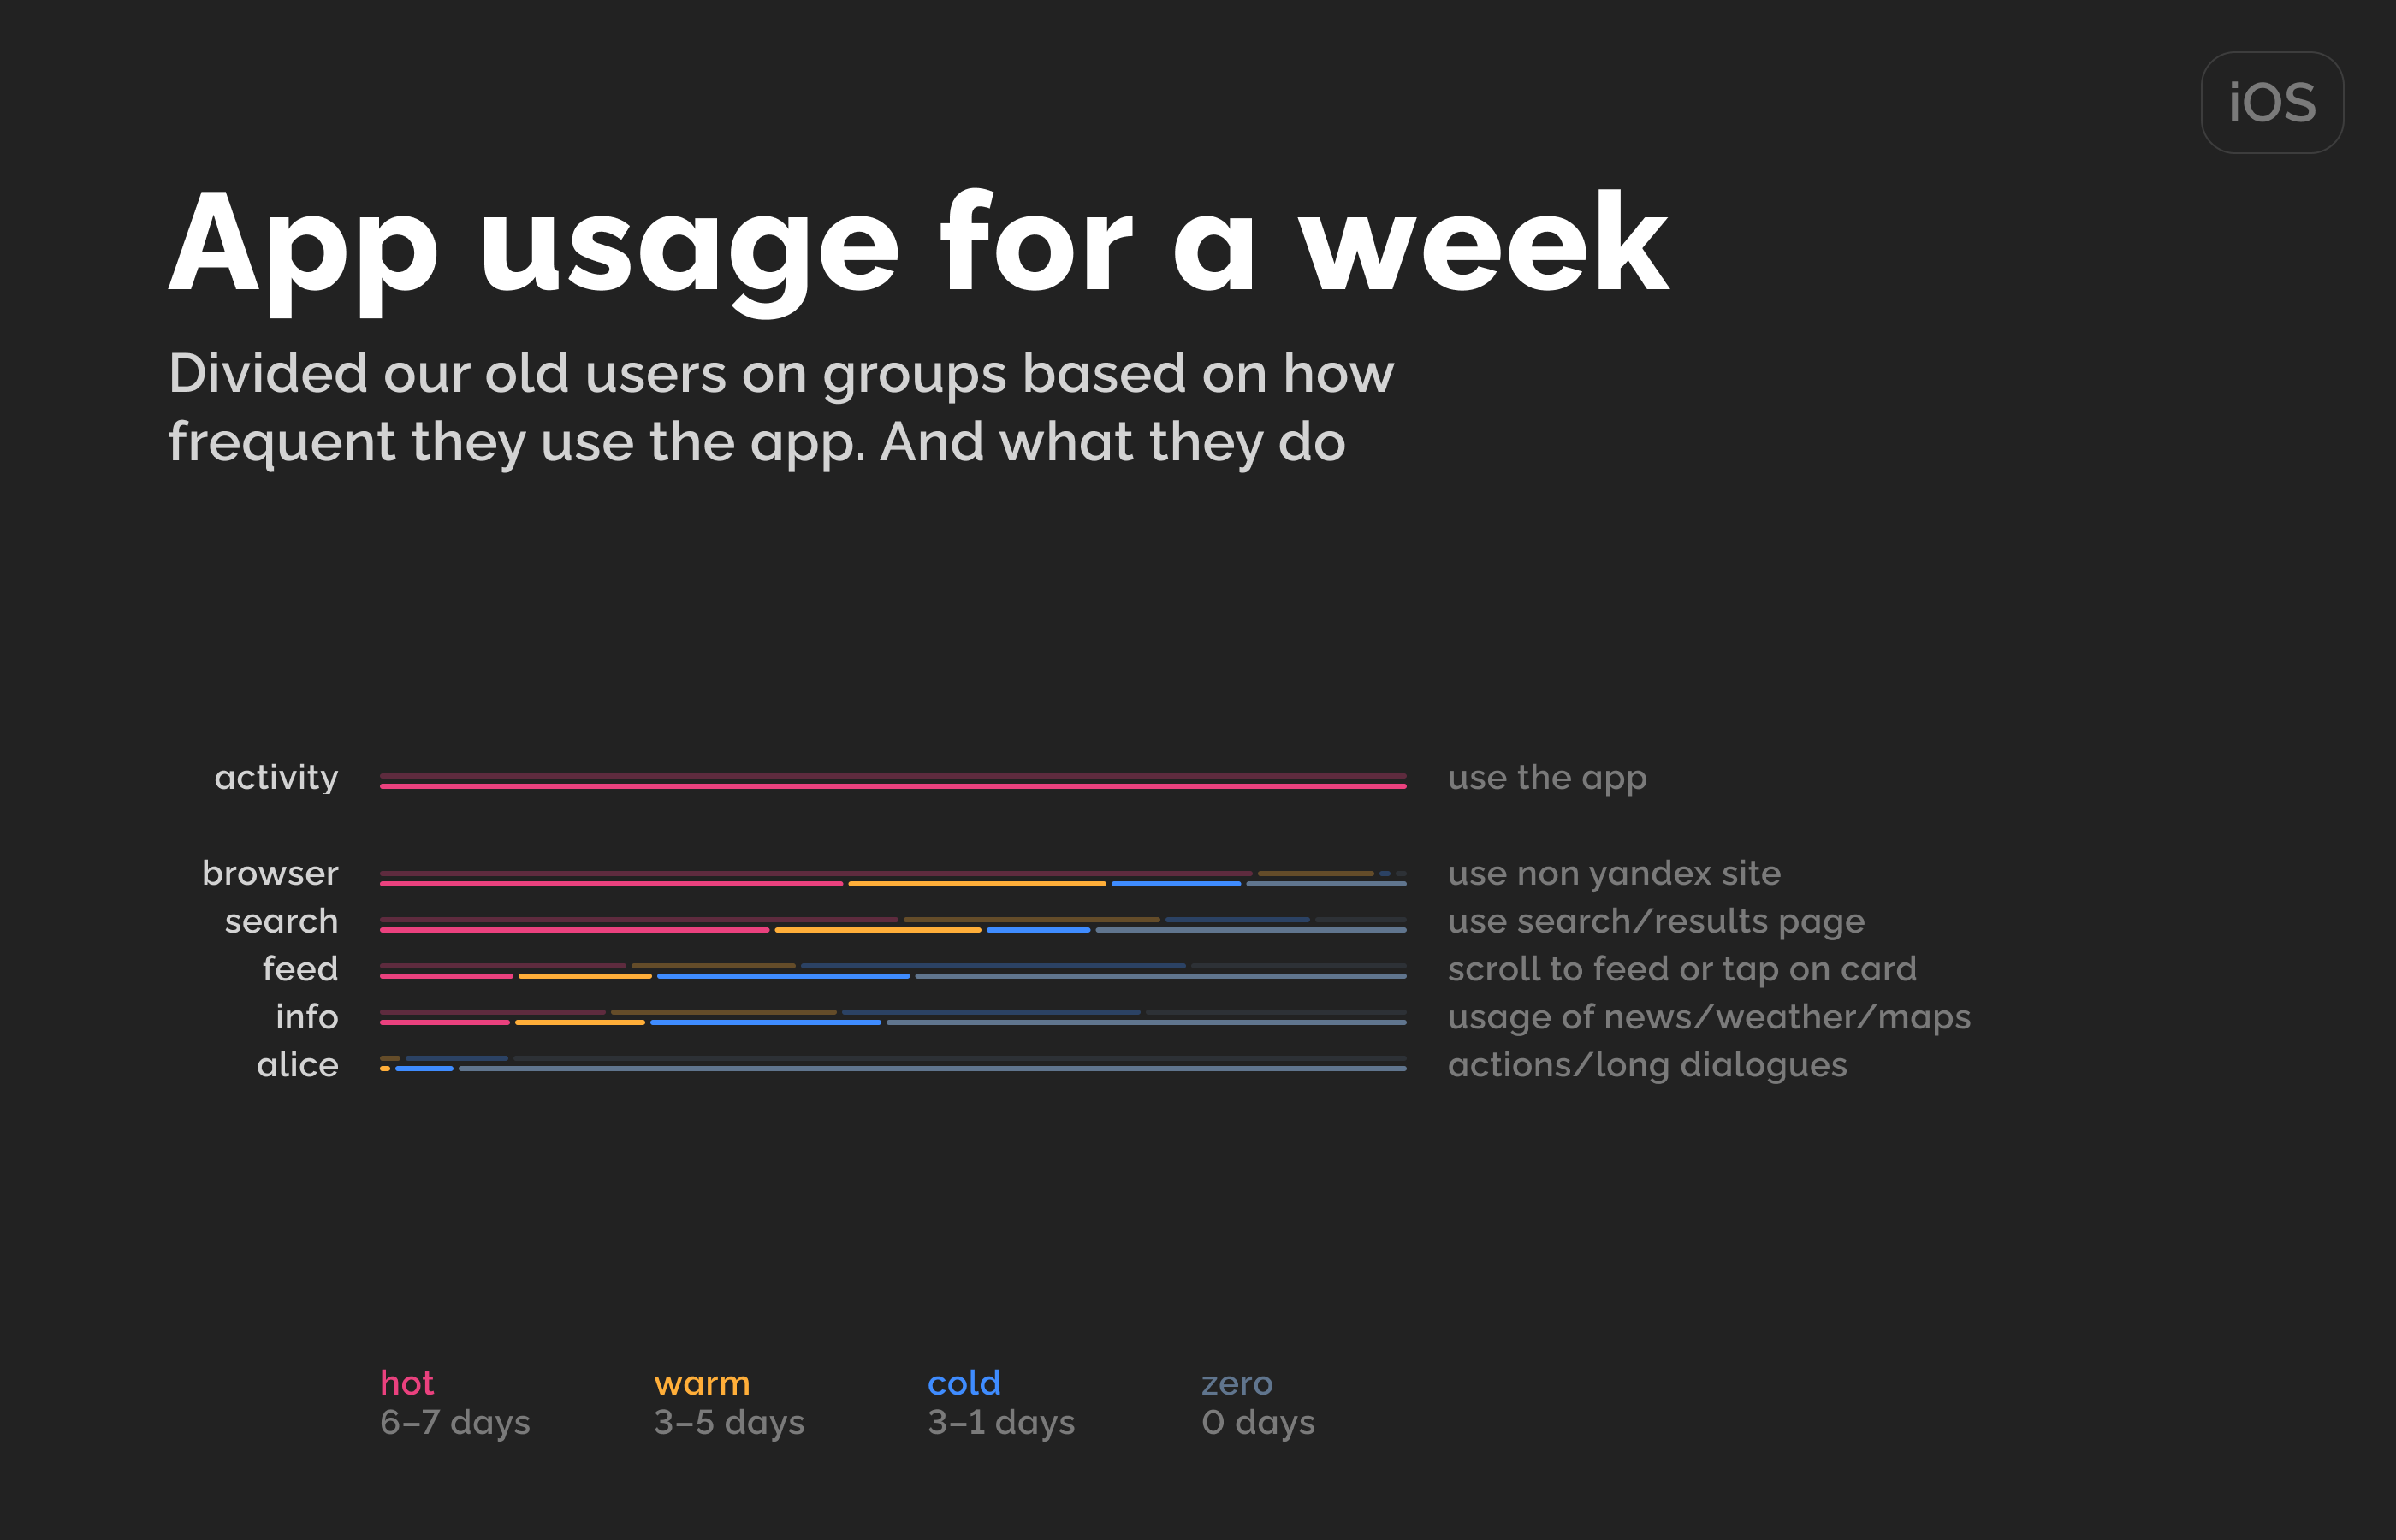 iOS
App usage for a week
Divided our old users on groups based on how
frequent they use the app. And what they do
activity
use the app
browser
use non yandex site
search
use search/results page
feed
scroll to feed or tap on card
info
usage of news/weather/maps
alice
actions/long dialogues
hot
warm
cold
zero
6–7 days
3–5 days
3–1 days
0 days